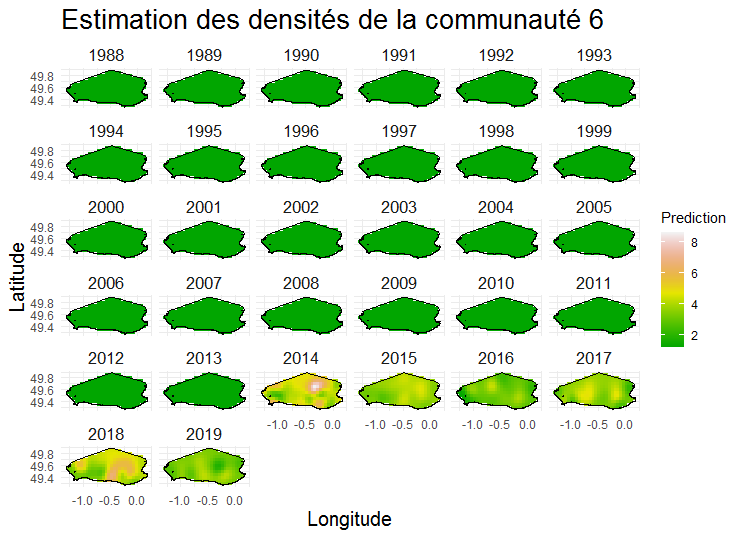 Estimation des densités de la communauté 6
1988 1989 1990 1991 1992 1993
49.8
49.6
49.4
1994 1995 1996 1997 1998 1999
49.8
49.6
49.4
2000 2001 2002 2003 2004 2005
49.8
49.6
49.4
2006 2007 2008 2009 2010 2011
49.8
49.6
49.4
2012 2013 2014 2015 2016 2017
49.8
49.6
49.4
-1.0 -0.5 0.0 -1.0 -0.5 0.0 -1.0 -0.5 0.0 -1.0 -0.5 0.0
2018 2019
49.8
49.6
49.4
-1.0 -0.5 0.0 -1.0 -0.5 0.0
Longitude
Latitude
Prediction
8
6
4
2